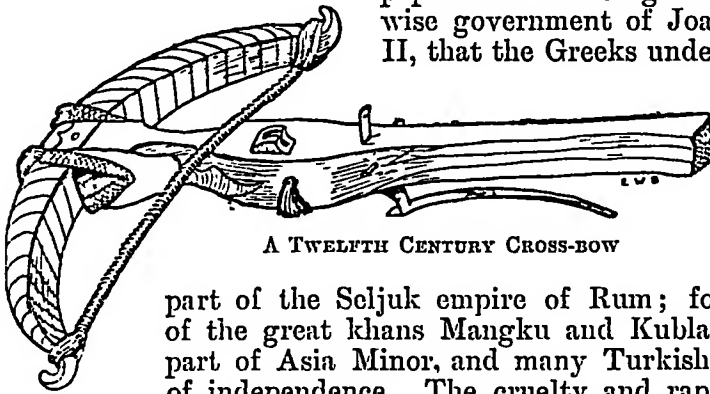 wise government of Joa
II, that the Greeks unde
L W B
A TWELFTH CENTURY CROSS-BOW
part of the Seljuk empire of Rum; fo
of the great khans Mangku and Kubla
part of Asia Minor, and many Turkish
of independence. The cruelty and rap